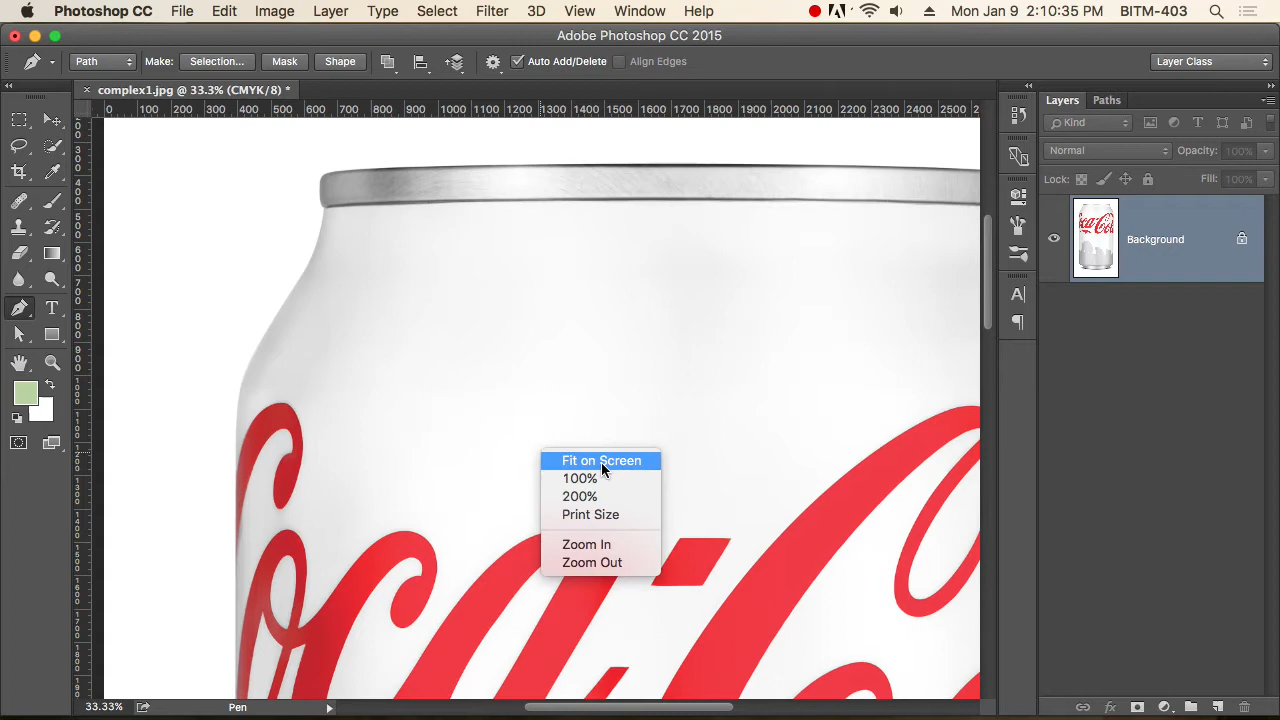 Photoshop CC File Edit Image Layer Type Select Filter 3D View Window Help Mon Jan 9 2:10:35 PM BITM-403
Adobe Photoshop CC 2015
Path Make: Selection... Mask Shape Auto Add/Delete Align Edges Layer Class
complex1.jpg @ 33.3% (CMYK/8) *
0 100 200 300 400 500 600 700 800 900 1000 1100 1200 1300 1400 1500 1600 1700 1800 1900 2000 2100 2200 2300 2400 2500
Layers Paths
Kind
Normal Opacity: 100%
Lock: Fill: 100%
Background
Fit on Screen
100%
200%
Print Size
Zoom In
Zoom Out
33.33% Pen